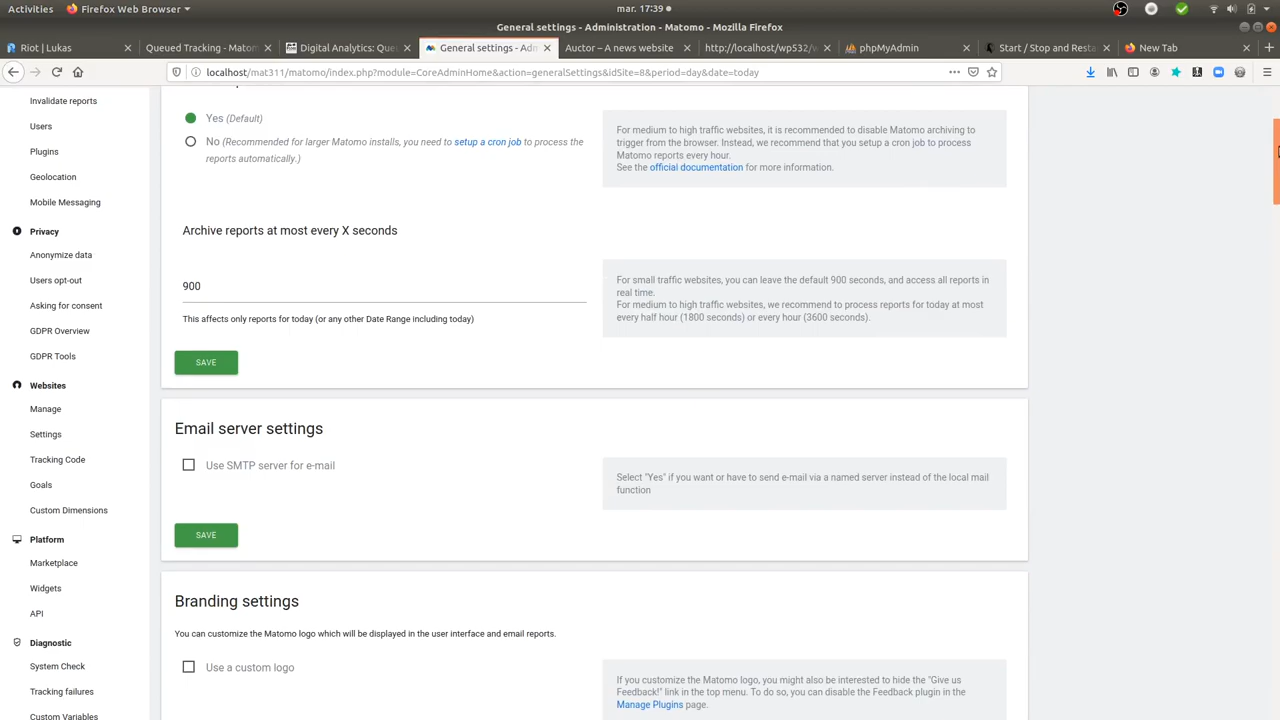 Activities
Firefox Web Browser
mar. 17:39
General settings - Administration - Matomo - Mozilla Firefox
Riot | Lukas
Queued Tracking - Matomo
Digital Analytics: Que
General settings - Adm
Auctor – A news website
http://localhost/wp532/w
phpMyAdmin
Start / Stop and Resta
New Tab
localhost/mat311/matomo/index.php?module=CoreAdminHome&action=generalSettings&idSite=8&period=day&date=today
Invalidate reports
Users
Plugins
Geolocation
Mobile Messaging
Privacy
Anonymize data
Users opt-out
Asking for consent
GDPR Overview
GDPR Tools
Websites
Manage
Settings
Tracking Code
Goals
Custom Dimensions
Platform
Marketplace
Widgets
API
Diagnostic
System Check
Tracking failures
Custom Variables
Yes (Default)
No (Recommended for larger Matomo installs, you need to setup a cron job to process the
reports automatically.)
For medium to high traffic websites, it is recommended to disable Matomo archiving to
trigger from the browser. Instead, we recommend that you setup a cron job to process
Matomo reports every hour.
See the official documentation for more information.
Archive reports at most every X seconds
900
This affects only reports for today (or any other Date Range including today)
For small traffic websites, you can leave the default 900 seconds, and access all reports in
real time.
For medium to high traffic websites, we recommend to process reports for today at most
every half hour (1800 seconds) or every hour (3600 seconds).
SAVE
Email server settings
Use SMTP server for e-mail
Select "Yes" if you want or have to send e-mail via a named server instead of the local mail
function
SAVE
Branding settings
You can customize the Matomo logo which will be displayed in the user interface and email reports.
Use a custom logo
If you customize the Matomo logo, you might also be interested to hide the "Give us
Feedback!" link in the top menu. To do so, you can disable the Feedback plugin in the
Manage Plugins page.